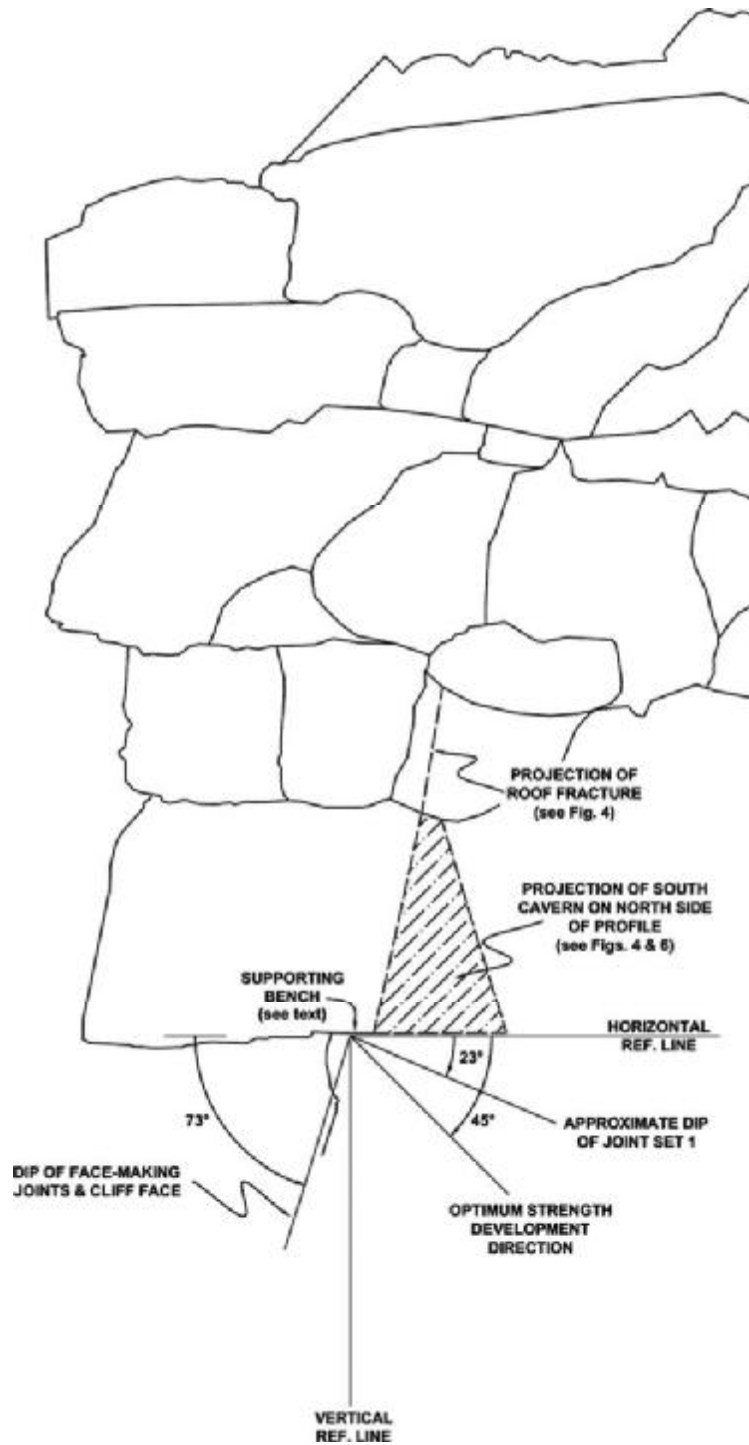 PROJECTION OF
ROOF FRACTURE
(see Fig. 4)
PROJECTION OF SOUTH
CAVERN ON NORTH SIDE
OF PROFILE
(see Figs. 4 & 6)
SUPPORTING
BENCH
(see text)
HORIZONTAL
REF. LINE
23°
73°
45°
APPROXIMATE DIP
OF JOINT SET 1
DIP OF FACE-MAKING
JOINTS & CLIFF FACE
OPTIMUM STRENGTH
DEVELOPMENT
DIRECTION
VERTICAL
REF. LINE